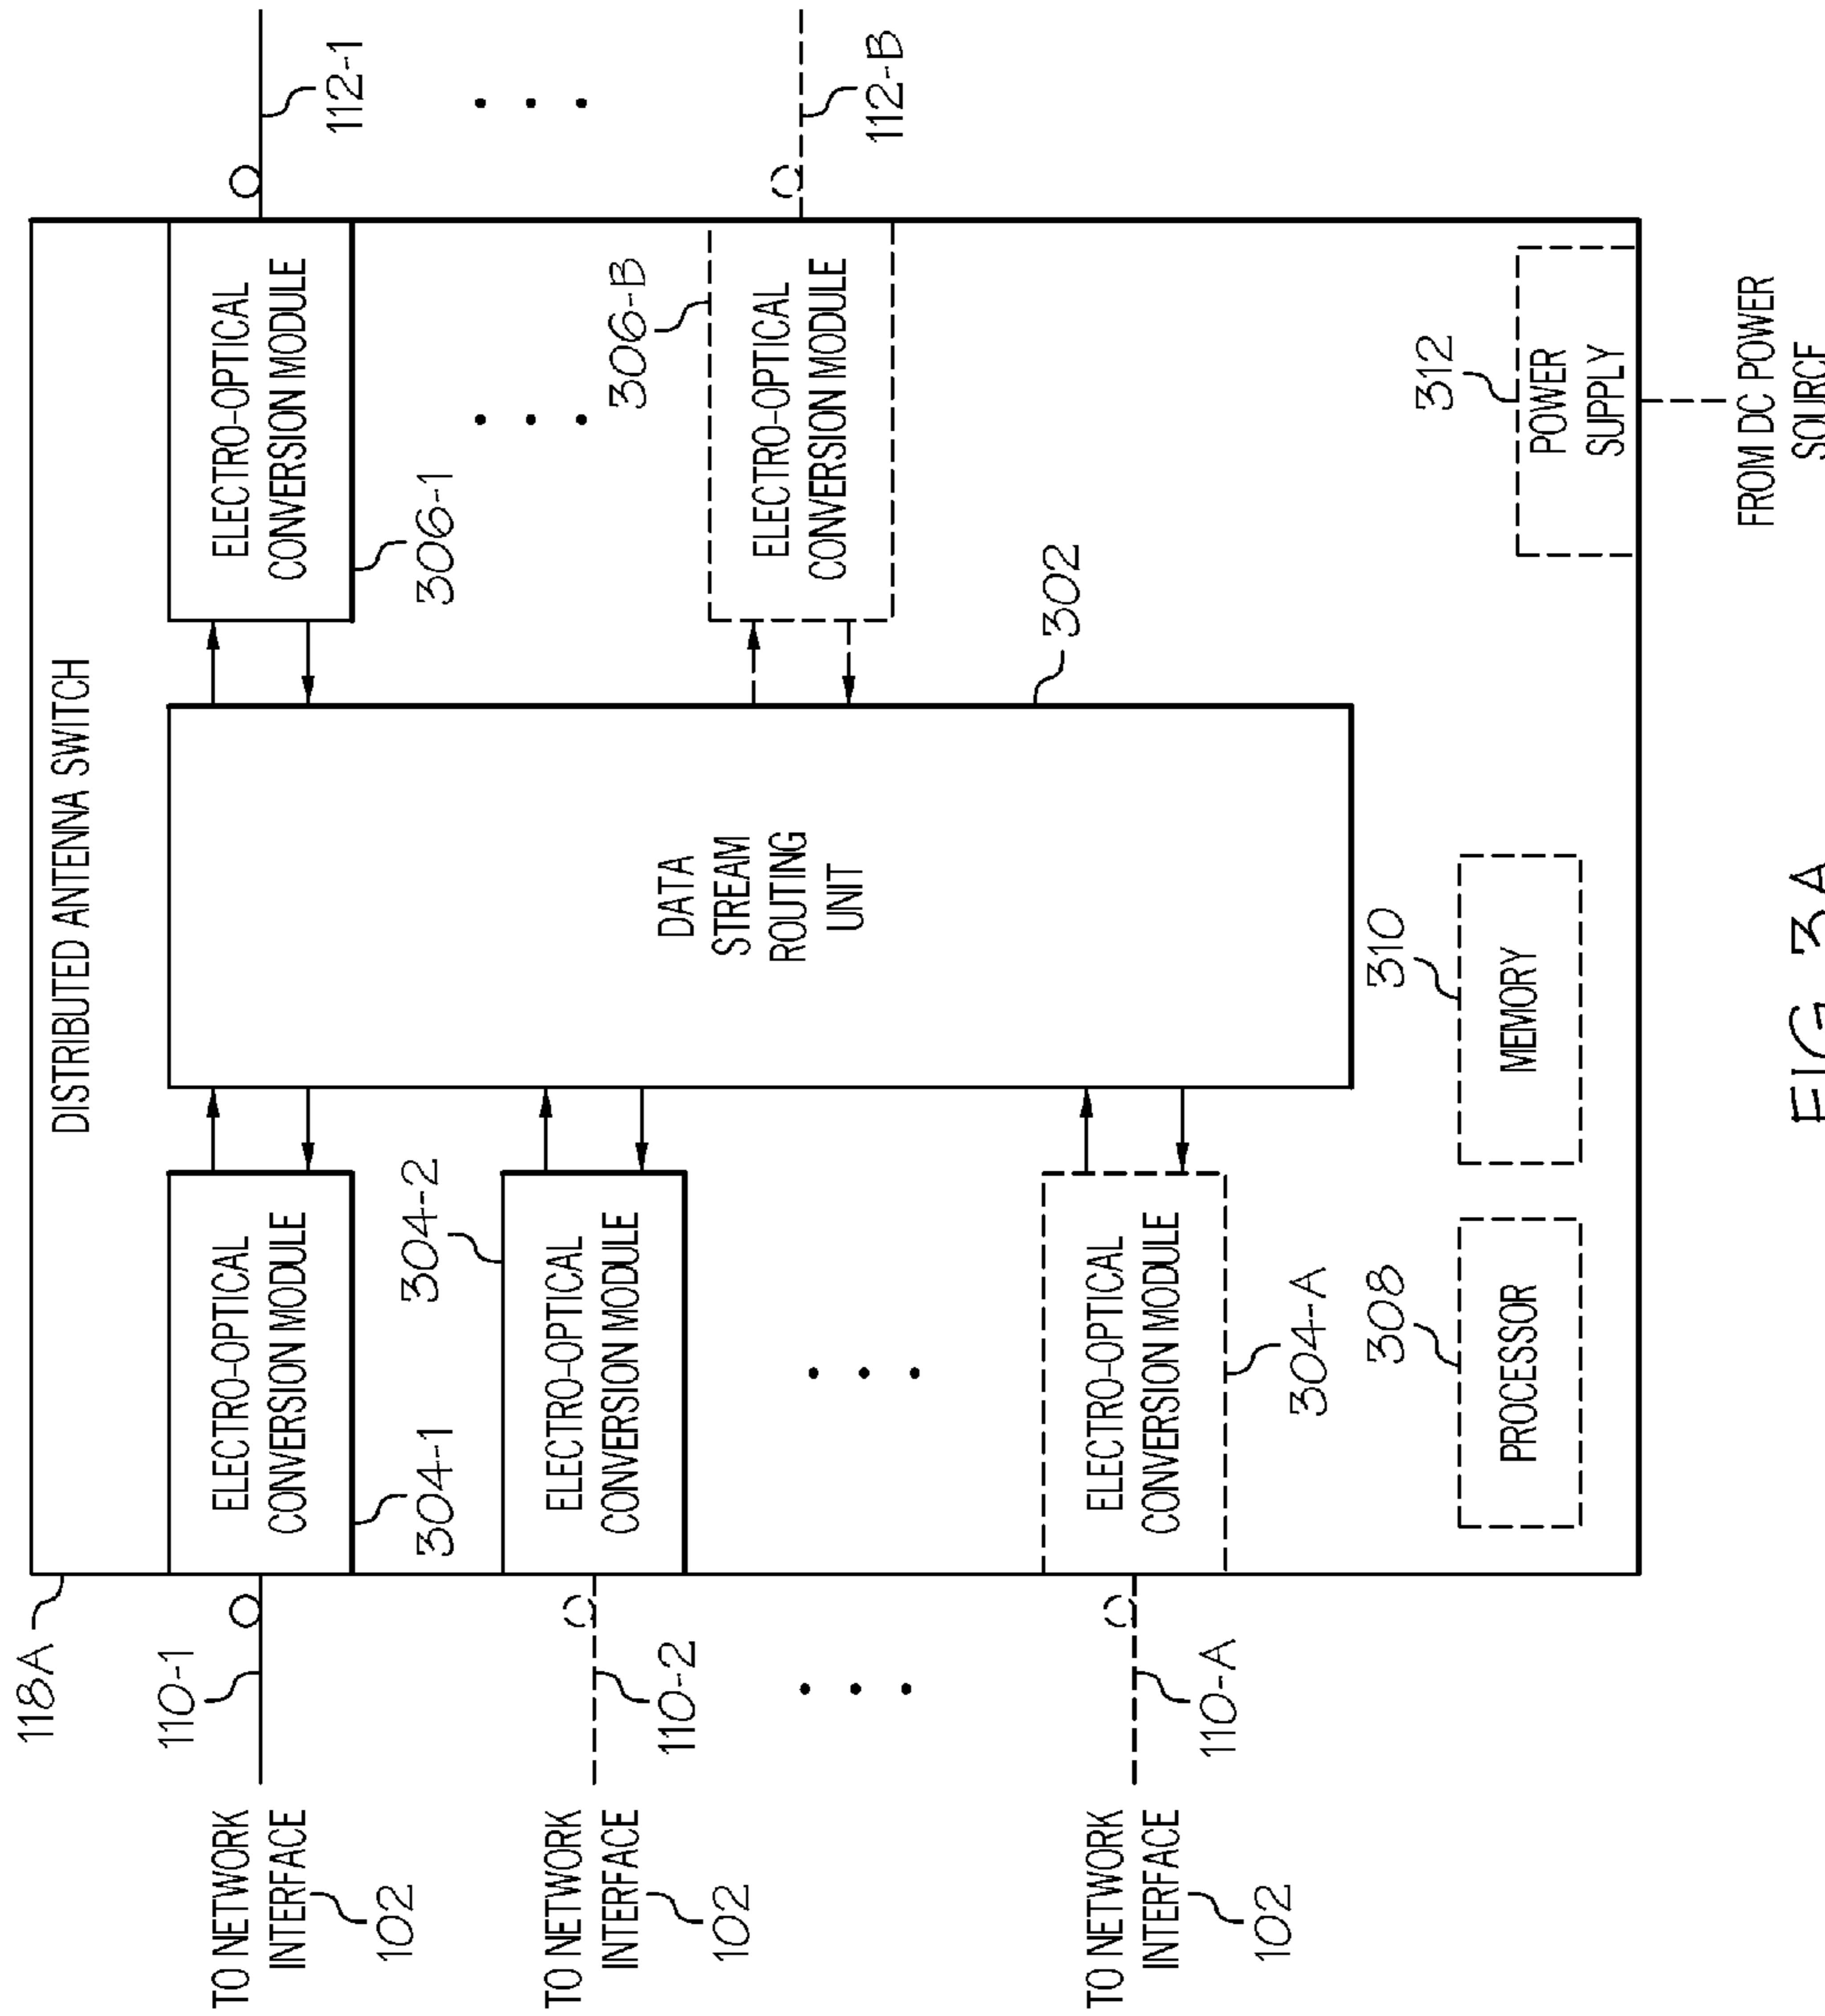 DISTRIBUTED ANTENNA SWITCH
118A
TO NETWORK
INTERFACE
102
110-1
ELECTRO-OPTICAL
CONVERSION MODULE
304-1
TO NETWORK
INTERFACE
102
110-2
ELECTRO-OPTICAL
CONVERSION MODULE
304-2
TO NETWORK
INTERFACE
102
110-A
ELECTRO-OPTICAL
CONVERSION MODULE
304-A
DATA
STREAM
ROUTING
UNIT
302
ELECTRO-OPTICAL
CONVERSION MODULE
306-1
112-1
ELECTRO-OPTICAL
CONVERSION MODULE
306-B
112-B
PROCESSOR
308
MEMORY
310
POWER
SUPPLY
312
FROM DC POWER
SOURCE
FIG. 3A